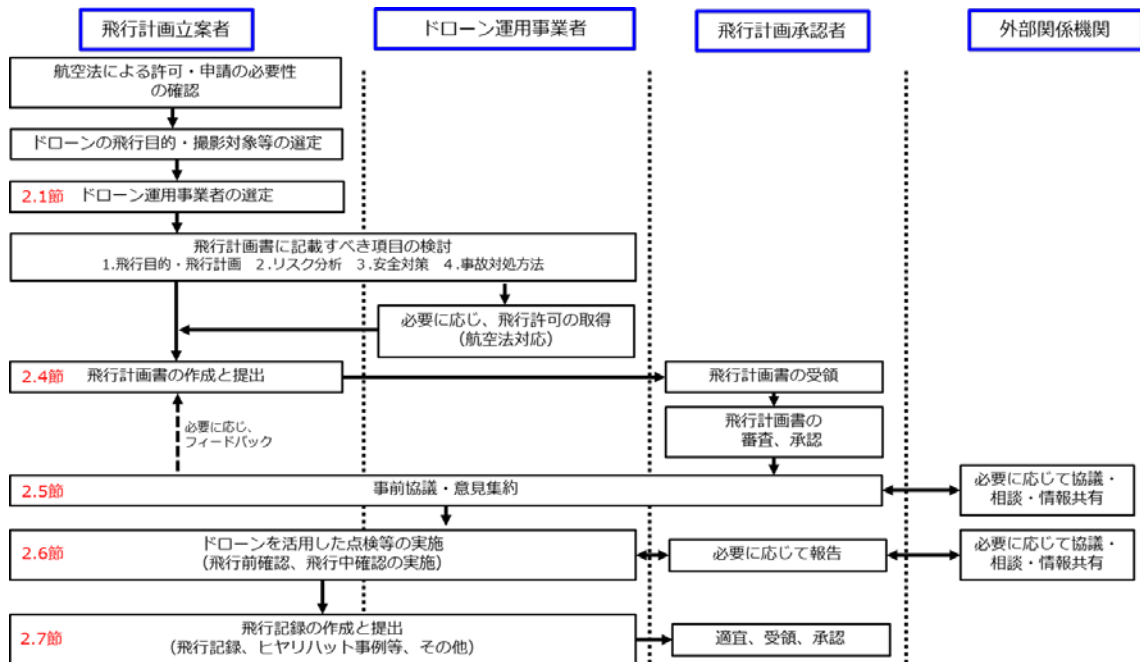 飛行計画立案者
ドローン運用事業者
飛行計画承認者
外部関係機関
航空法による許可・申請の必要性
の確認
ドローンの飛行目的・撮影対象等の選定
2.1節 ドローン運用事業者の選定
飛行計画書に記載すべき項目の検討
1.飛行目的・飛行計画 2.リスク分析 3.安全対策 4.事故対処方法
必要に応じ、飛行許可の取得
(航空法対応)
2.4節 飛行計画書の作成と提出
飛行計画書の受領
飛行計画書の
審査、承認
必要に応じ、
フィードバック
2.5節 事前協議・意見集約
必要に応じて協議・
相談・情報共有
2.6節 ドローンを活用した点検等の実施
(飛行前確認、飛行中確認の実施)
必要に応じて報告
必要に応じて協議・
相談・情報共有
2.7節 飛行記録の作成と提出
(飛行記録、ヒヤリハット事例等、その他)
適宜、受領、承認